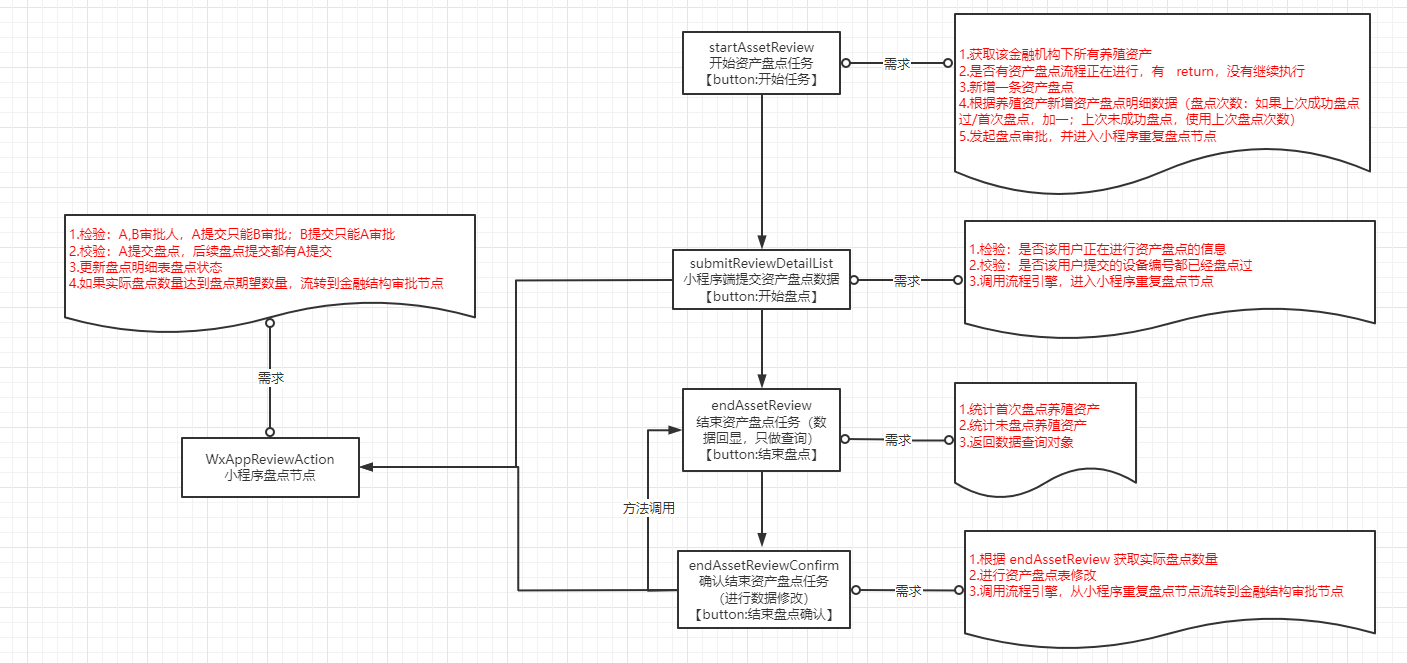 startAssetReview
开始资产盘点任务
【button:开始任务】
需求
1.获取该金融机构下所有养殖资产
2.是否有资产盘点流程正在进行，有 return，没有继续执行
3.新增一条资产盘点
4.根据养殖资产新增资产盘点明细数据（盘点次数：如果上次成功盘点
过/首次盘点，加一；上次未成功盘点，使用上次盘点次数）
5.发起盘点审批，并进入小程序重复盘点节点
1.检验：A,B审批人，A提交只能B审批；B提交只能A审批
2.校验：A提交盘点，后续盘点提交都有A提交
3.更新盘点明细表盘点状态
4.如果实际盘点数量达到盘点期望数量，流转到金融结构审批节点
submitReviewDetailList
小程序端提交资产盘点数据
【button:开始盘点】
需求
1.检验：是否该用户正在进行资产盘点的信息
2.校验：是否该用户提交的设备编号都已经盘点过
3.调用流程引擎，进入小程序重复盘点节点
需求
WxAppReviewAction
小程序盘点节点
endAssetReview
结束资产盘点任务（数
据回显，只做查询）
【button:结束盘点】
需求
1.统计首次盘点养殖资产
2.统计未盘点养殖资产
3.返回数据查询对象
方法调用
endAssetReviewConfirm
确认结束资产盘点任务
（进行数据修改）
【button:结束盘点确认】
需求
1.根据 endAssetReview 获取实际盘点数量
2.进行资产盘点表修改
3.调用流程引擎，从小程序重复盘点节点流转到金融结构审批节点